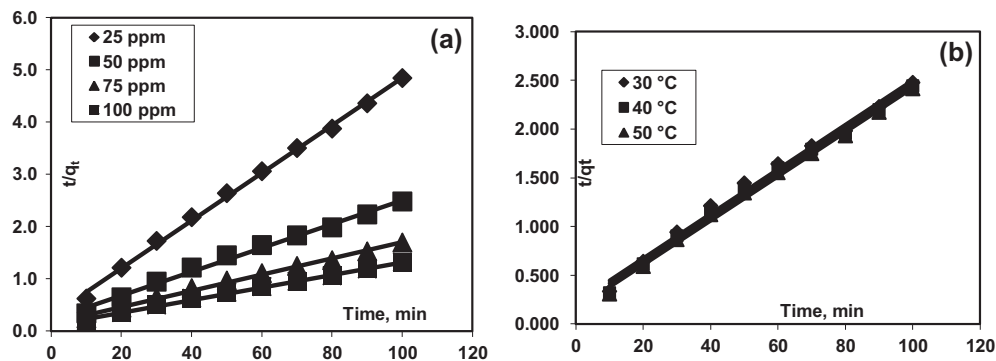 (a)
25 ppm
50 ppm
75 ppm
100 ppm
t/qt
6.0
5.0
4.0
3.0
2.0
1.0
0.0
Time, min
0 20 40 60 80 100 120
(b)
30 °C
40 °C
50 °C
t/qt
3.000
2.500
2.000
1.500
1.000
0.500
0.000
Time, min
0 20 40 60 80 100 120